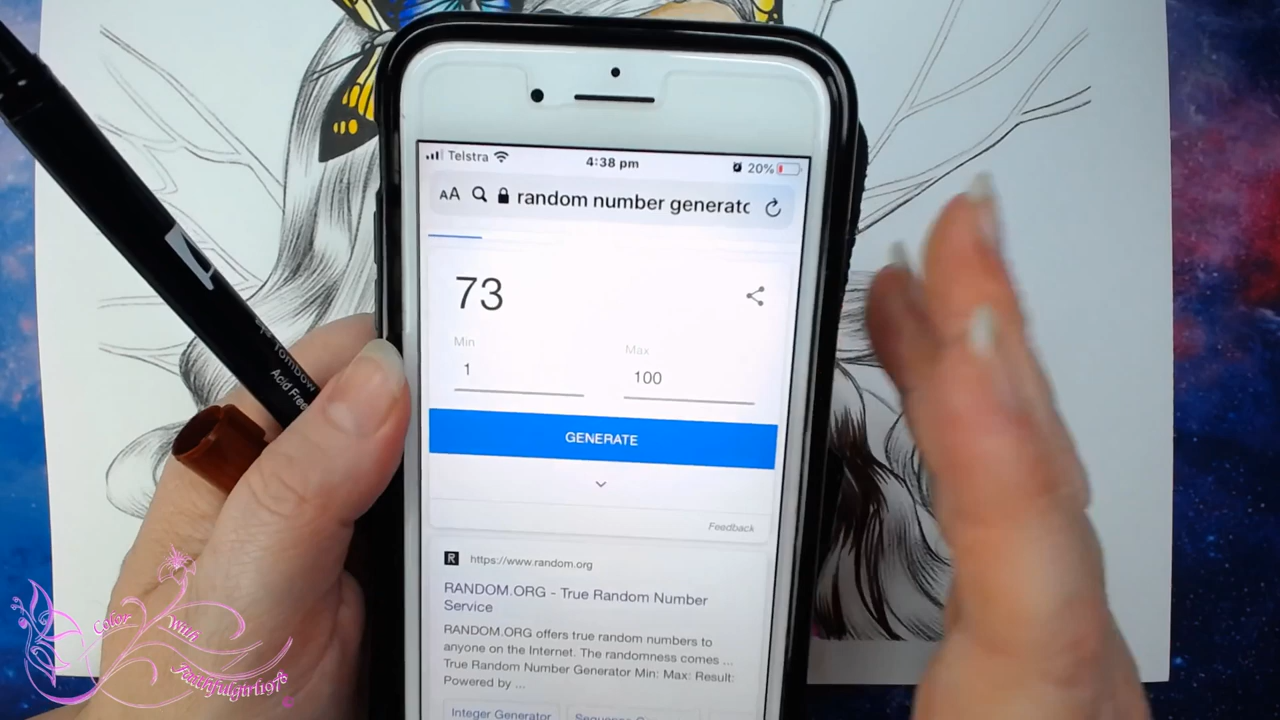 Telstra 4:38 pm 20%
AA random number generato
73
Min Max
1 100
GENERATE
Feedback
R https://www.random.org
RANDOM.ORG - True Random Number
Service
RANDOM.ORG offers true random numbers to
anyone on the Internet. The randomness comes ...
True Random Number Generator Min: Max: Result:
Powered by ...
Integer Generator
Tombow
Acid Free
Color With
Faithfulgirl1978